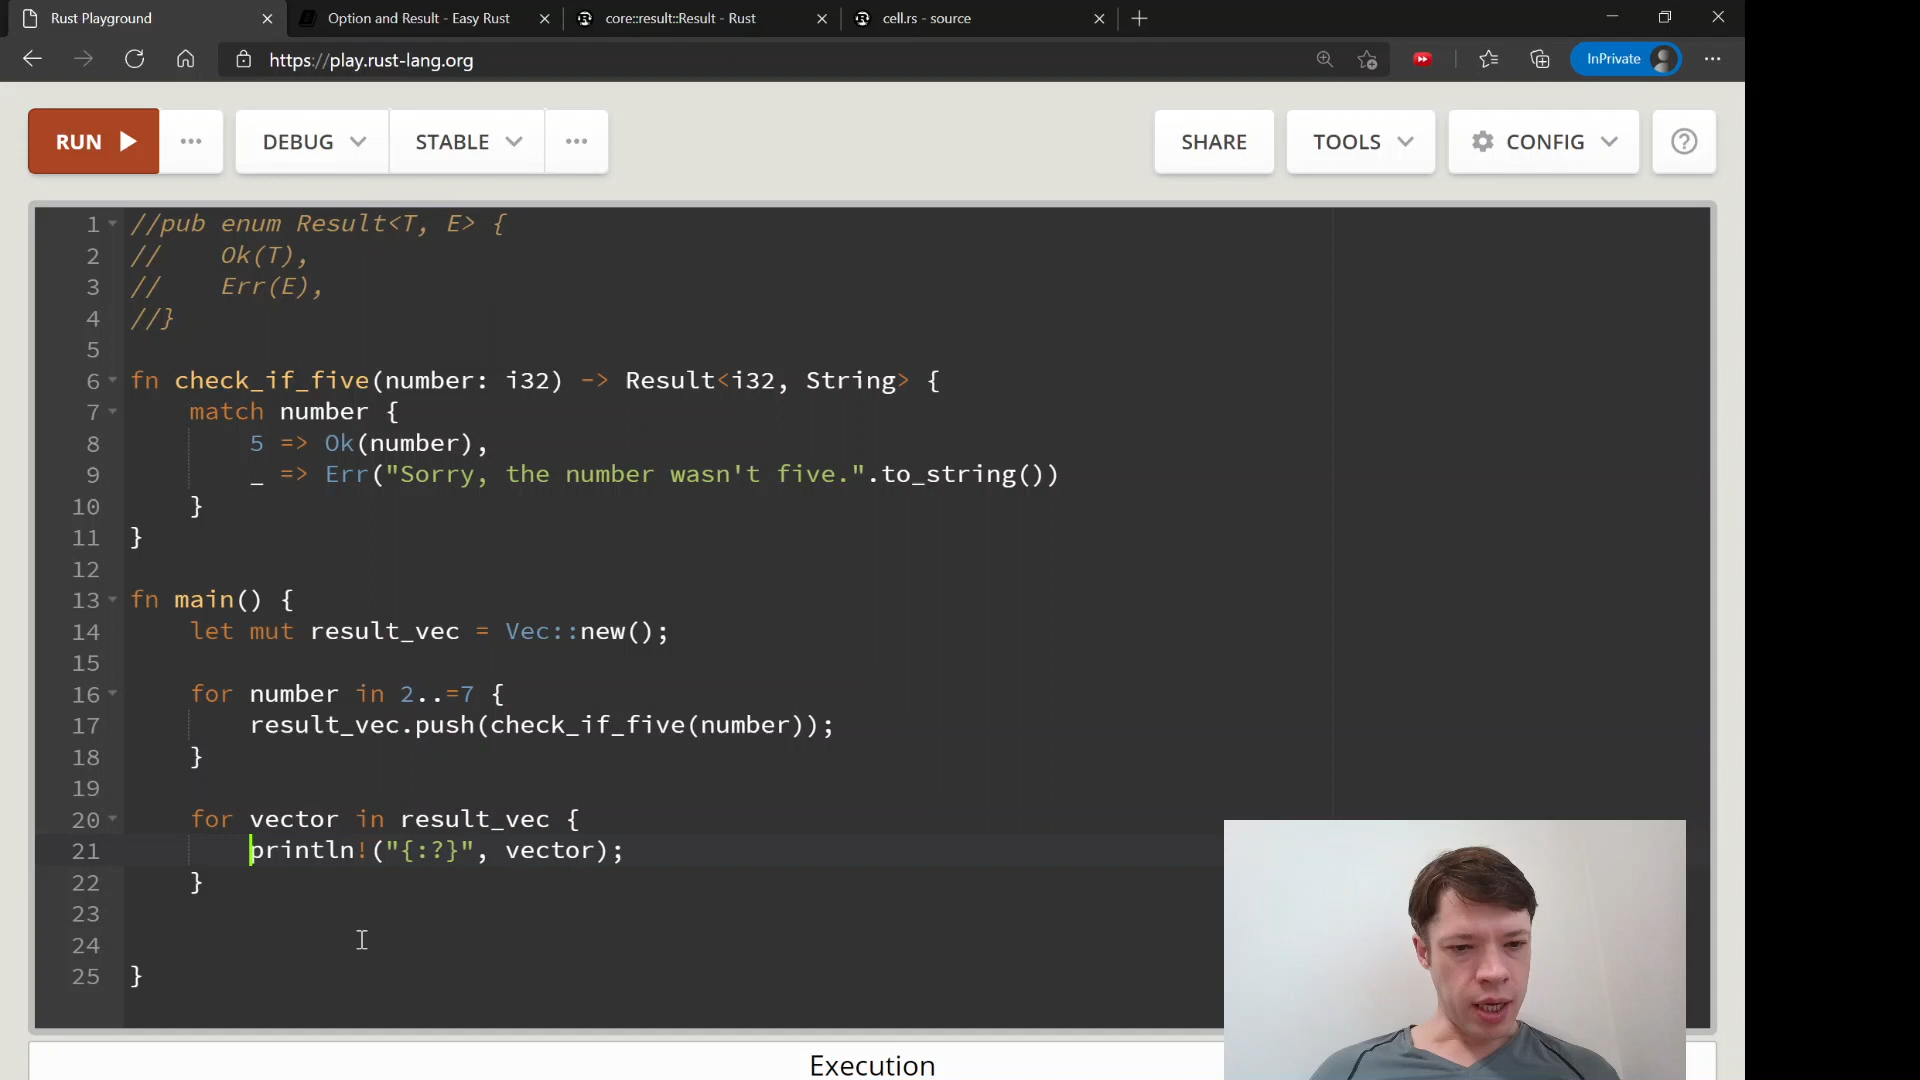 Rust Playground
Option and Result - Easy Rust
core::result::Result - Rust
cell.rs - source
https://play.rust-lang.org
InPrivate
RUN
DEBUG
STABLE
SHARE
TOOLS
CONFIG
1 //pub enum Result<T, E> {
2 //    Ok(T),
3 //    Err(E),
4 //}
5
6 fn check_if_five(number: i32) -> Result<i32, String> {
7     match number {
8         5 => Ok(number),
9         _ => Err("Sorry, the number wasn't five.".to_string())
10     }
11 }
12
13 fn main() {
14     let mut result_vec = Vec::new();
15
16     for number in 2..=7 {
17         result_vec.push(check_if_five(number));
18     }
19
20     for vector in result_vec {
21         println!("{:?}", vector);
22     }
23
24
25 }
Execution